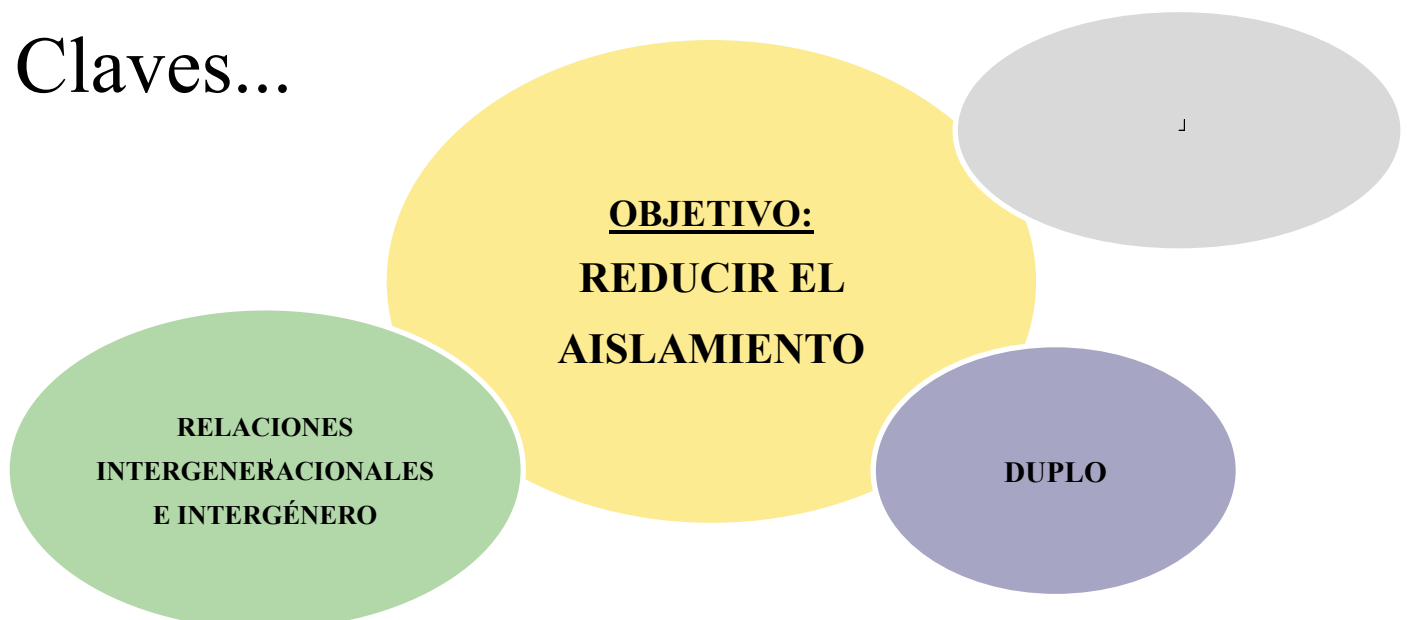 Claves...
OBJETIVO:
REDUCIR EL
AISLAMIENTO
RELACIONES
INTERGENERACIONALES
E INTERGÉNERO
DUPLO